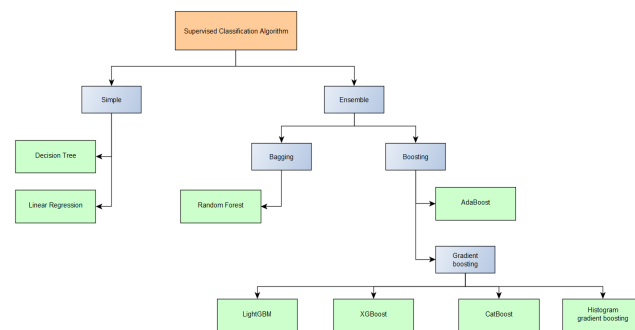 Supervised Classification Algorithm
Simple
Ensemble
Decision Tree
Bagging
Boosting
Linear Regression
Random Forest
AdaBoost
Gradient
boosting
LightGBM
XGBoost
CatBoost
Histogram
gradient boosting